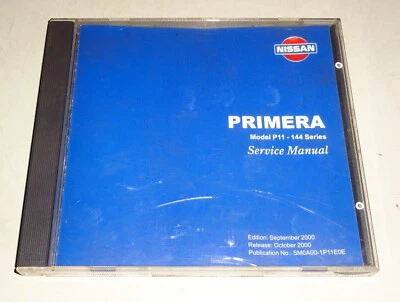 NISSAN
PRIMERA
Model P11 - 144 Series
Service Manual
Edition: September 2000
Release: October 2000
Publication No.: SM0A00-1P11E0E